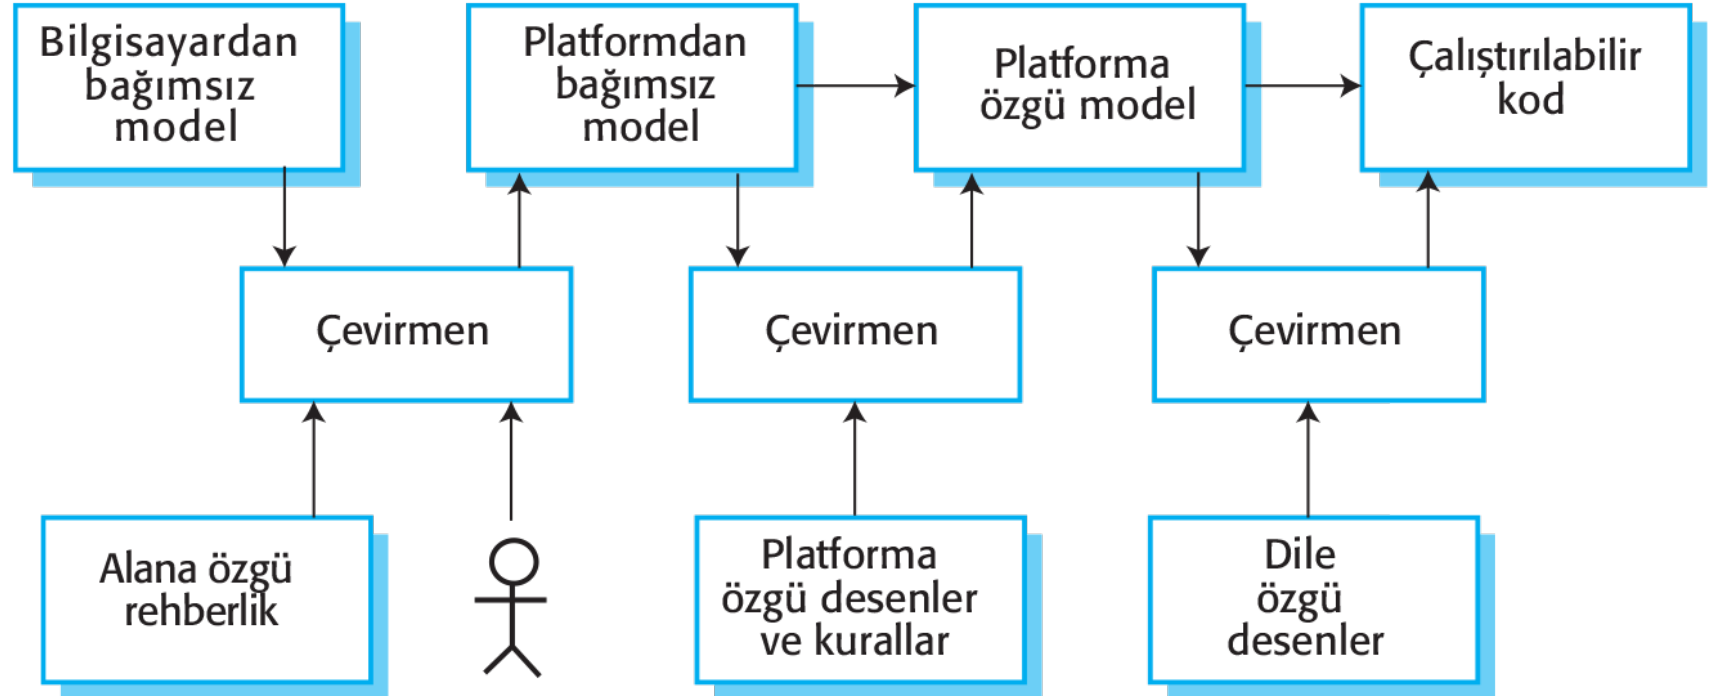 Bilgisayardan
bağımsız
model
Platformdan
bağımsız
model
Platforma
özgü model
Çalıştırılabilir
kod
Çevirmen
Çevirmen
Çevirmen
Alana özgü
rehberlik
Platforma
özgü desenler
ve kurallar
Dile
özgü
desenler